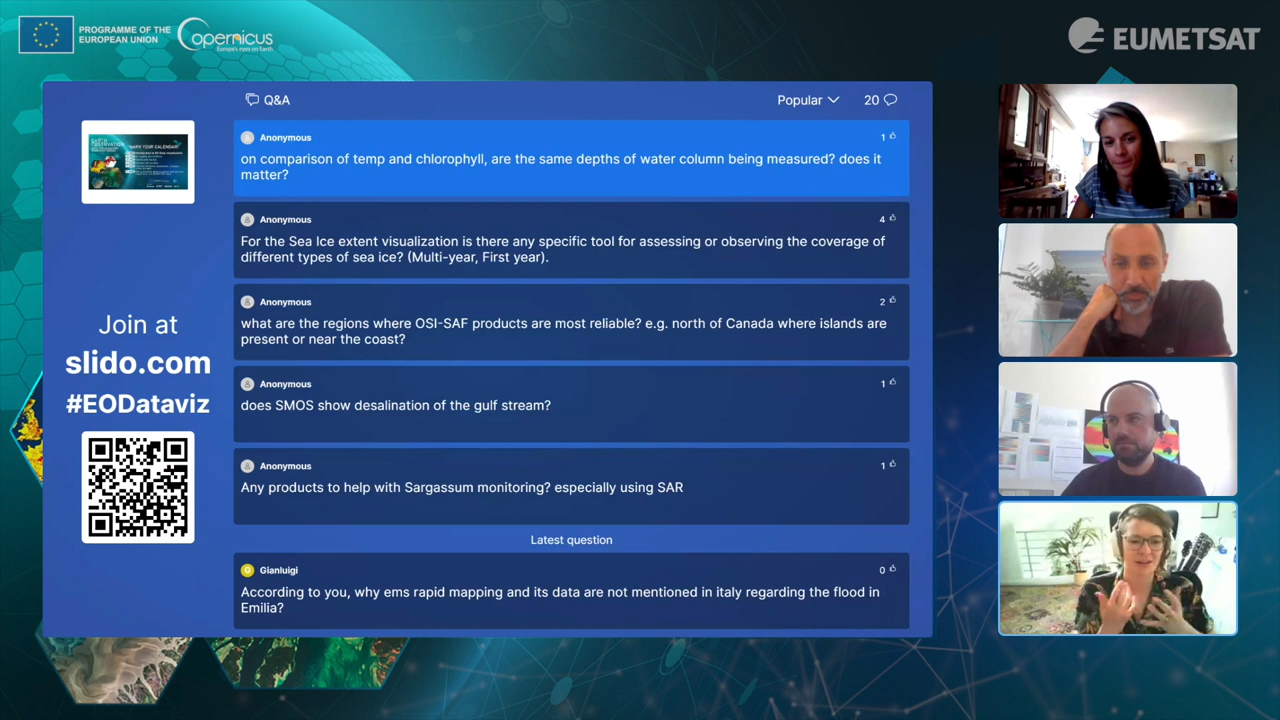 PROGRAMME OF THE
EUROPEAN UNION
Copernicus
Europe's eyes on Earth
EUMETSAT
Q&A
Popular
20
Anonymous
1
on comparison of temp and chlorophyll, are the same depths of water column being measured? does it
matter?
Anonymous
4
For the Sea Ice extent visualization is there any specific tool for assessing or observing the coverage of
different types of sea ice? (Multi-year, First year).
Anonymous
2
what are the regions where OSI-SAF products are most reliable? e.g. north of Canada where islands are
present or near the coast?
Anonymous
1
does SMOS show desalination of the gulf stream?
Anonymous
1
Any products to help with Sargassum monitoring? especially using SAR
Latest question
G
Gianluigi
0
According to you, why ems rapid mapping and its data are not mentioned in italy regarding the flood in
Emilia?
Join at
slido.com
#EODataviz